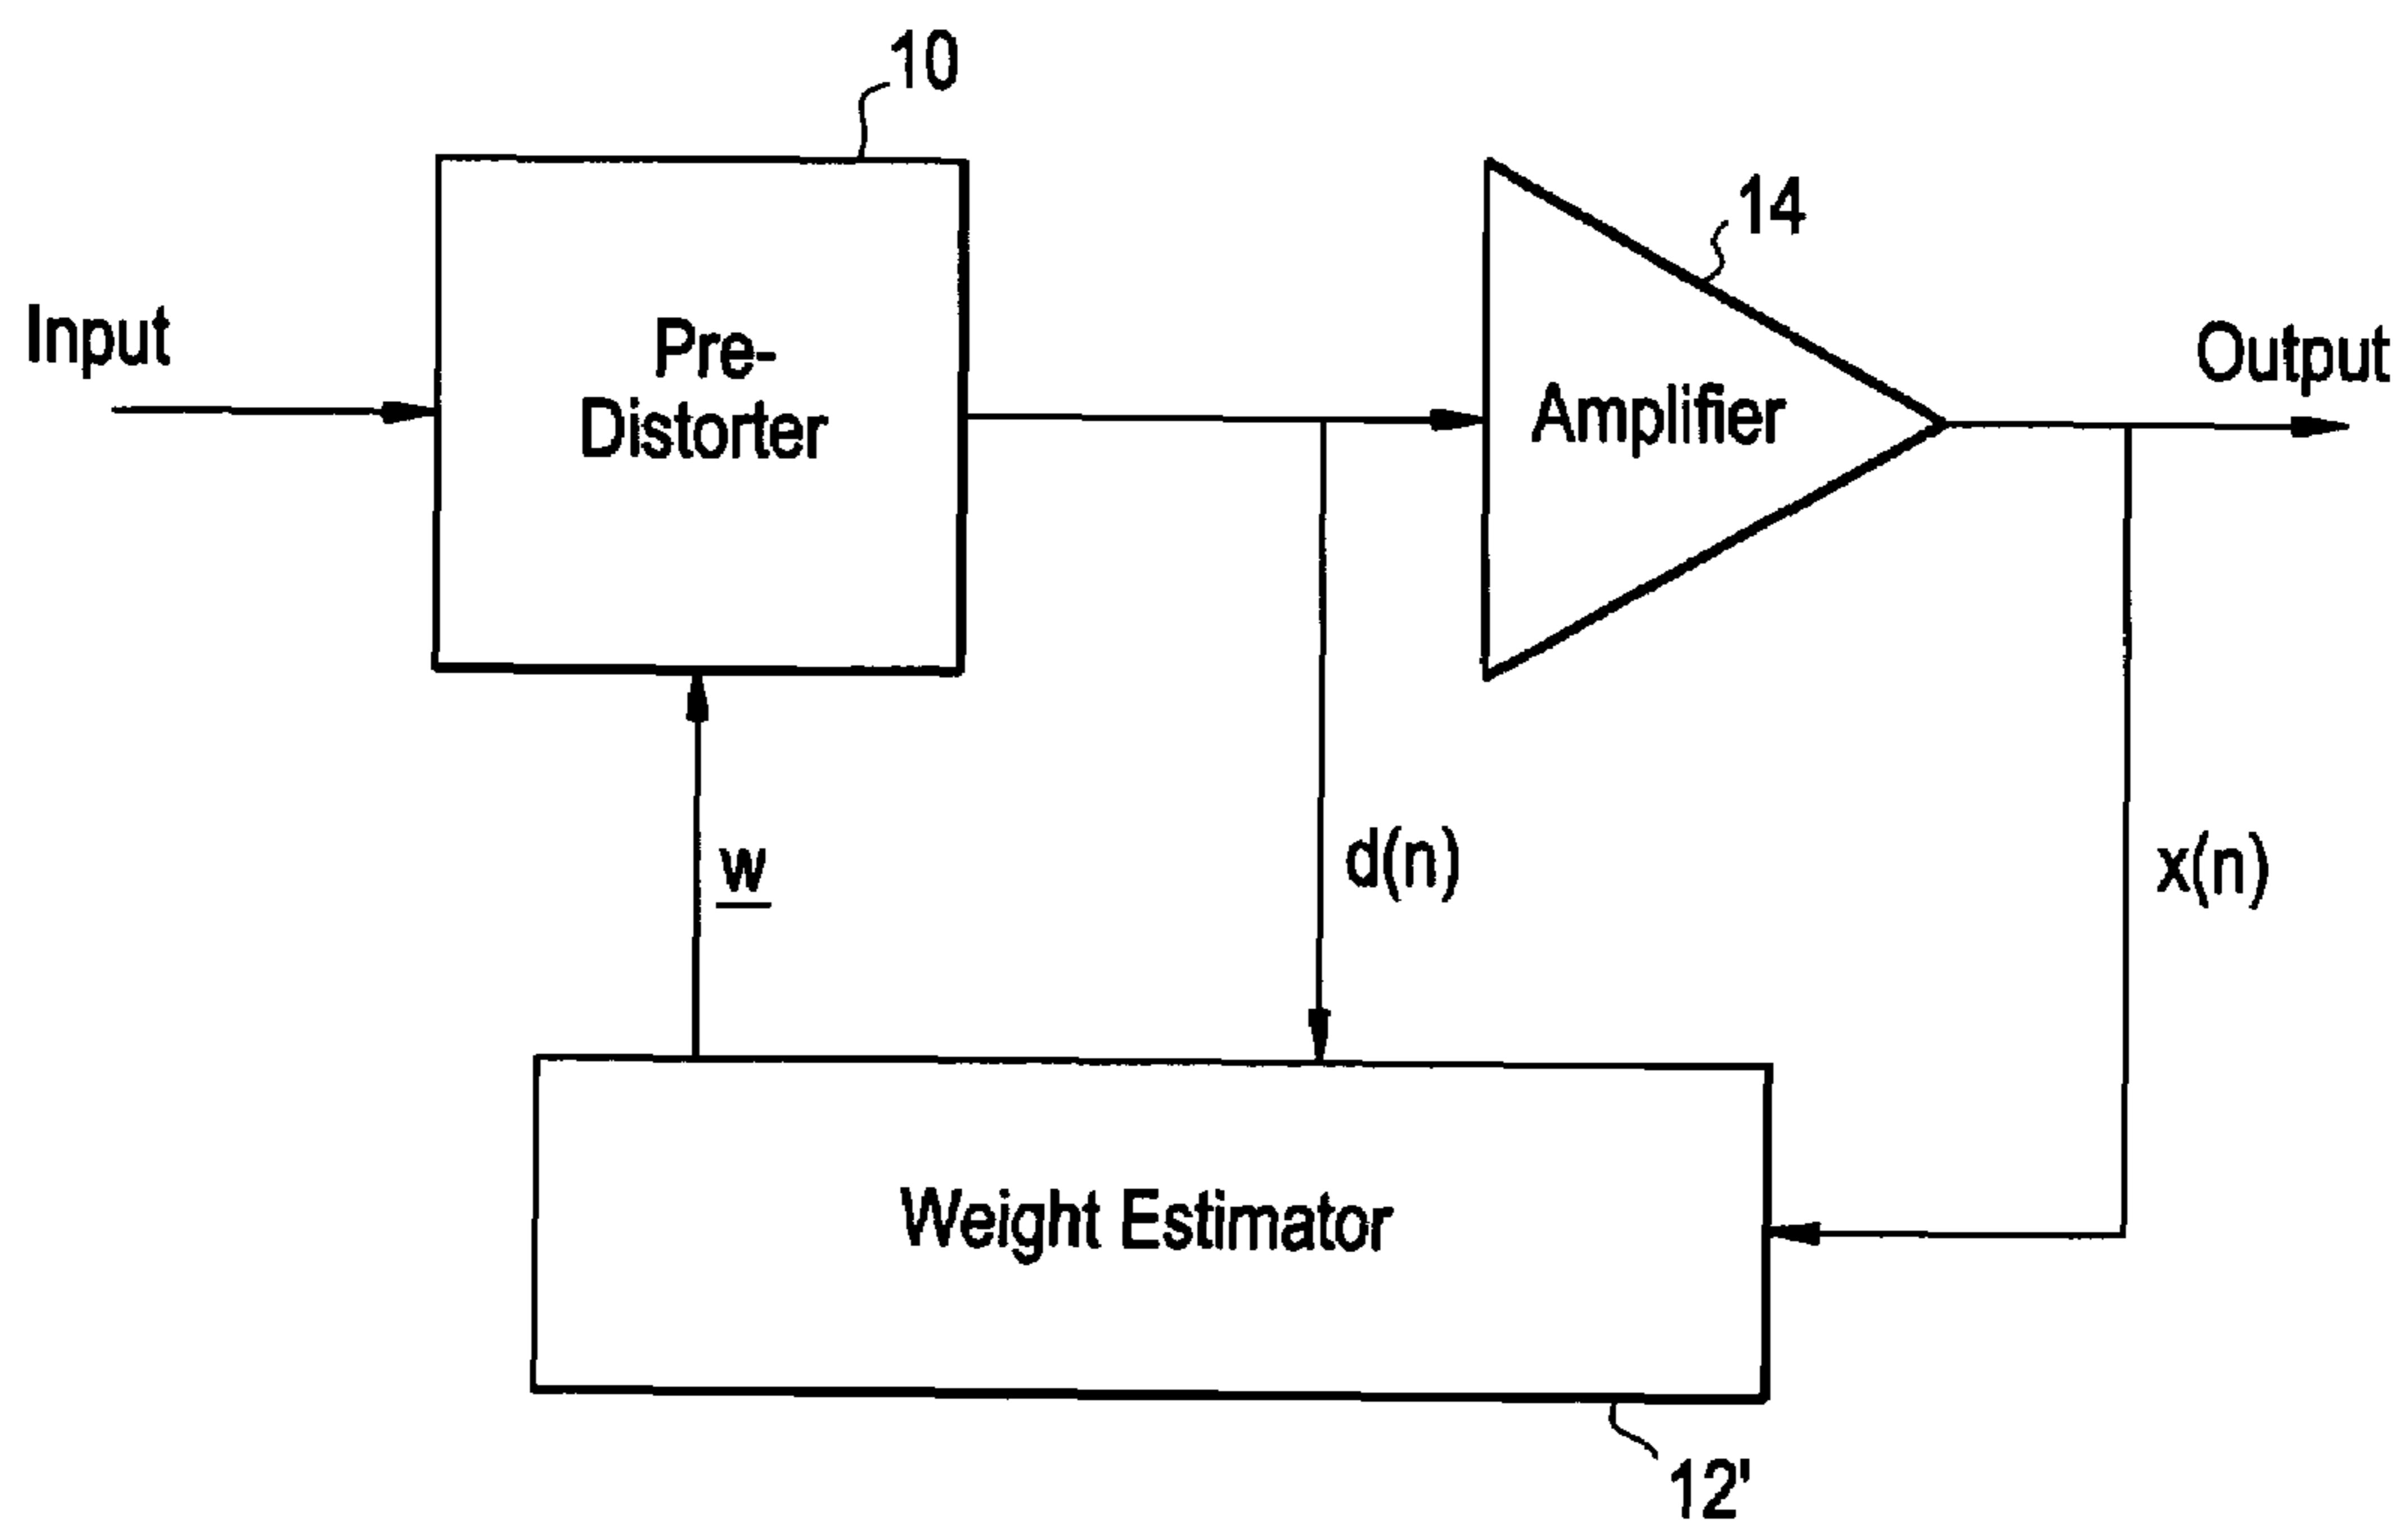 10
14
Input
Pre-
Distorter
Amplifier
Output
w
d(n)
x(n)
Weight Estimator
12'